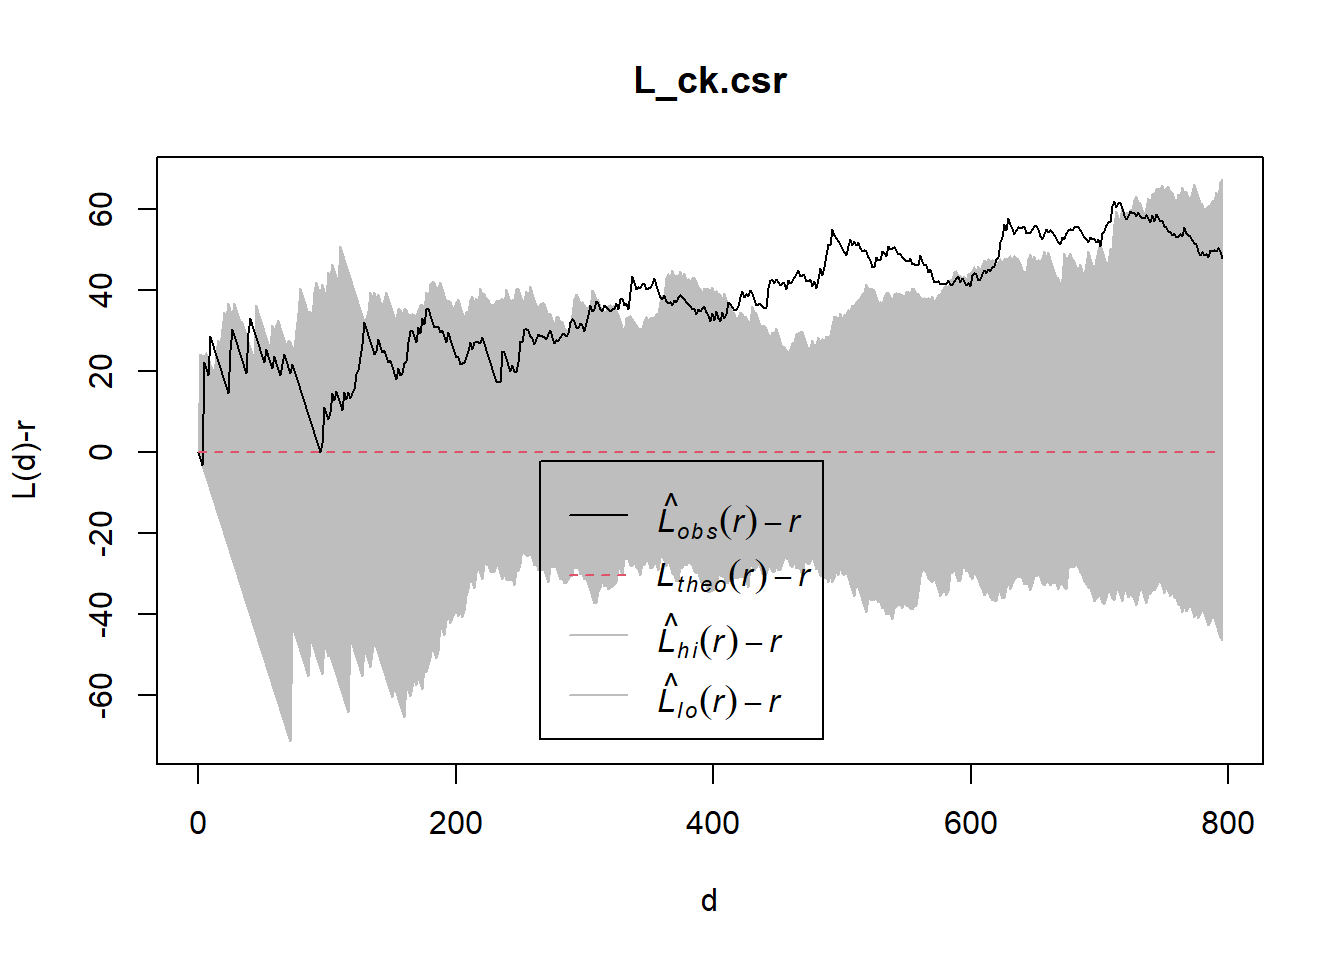 L_ck.csr
L(d)-r
60
40
20
0
-20
-40
-60
L̂obs(r) − r
Ltheo(r) − r
L̂hi(r) − r
L̂lo(r) − r
0 200 400 600 800
d